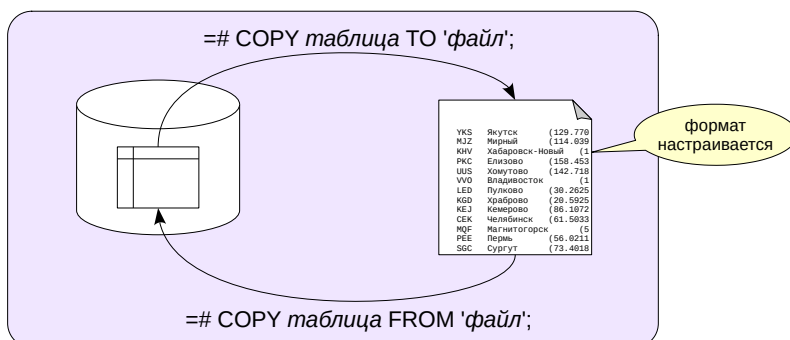 =# COPY таблица TO 'файл';
YKS Якутск (129.770
MJZ Мирный (114.039
KHV Хабаровск-Новый (1
PKC Елизово (158.453
UUS Хомутово (142.718
VVO Владивосток (1
LED Пулково (30.2625
KGD Храброво (20.5925
KEJ Кемерово (86.1072
CEK Челябинск (61.5033
MQF Магнитогорск (5
PEE Пермь (56.0211
SGC Сургут (73.4018
формат
настраивается
=# COPY таблица FROM 'файл';